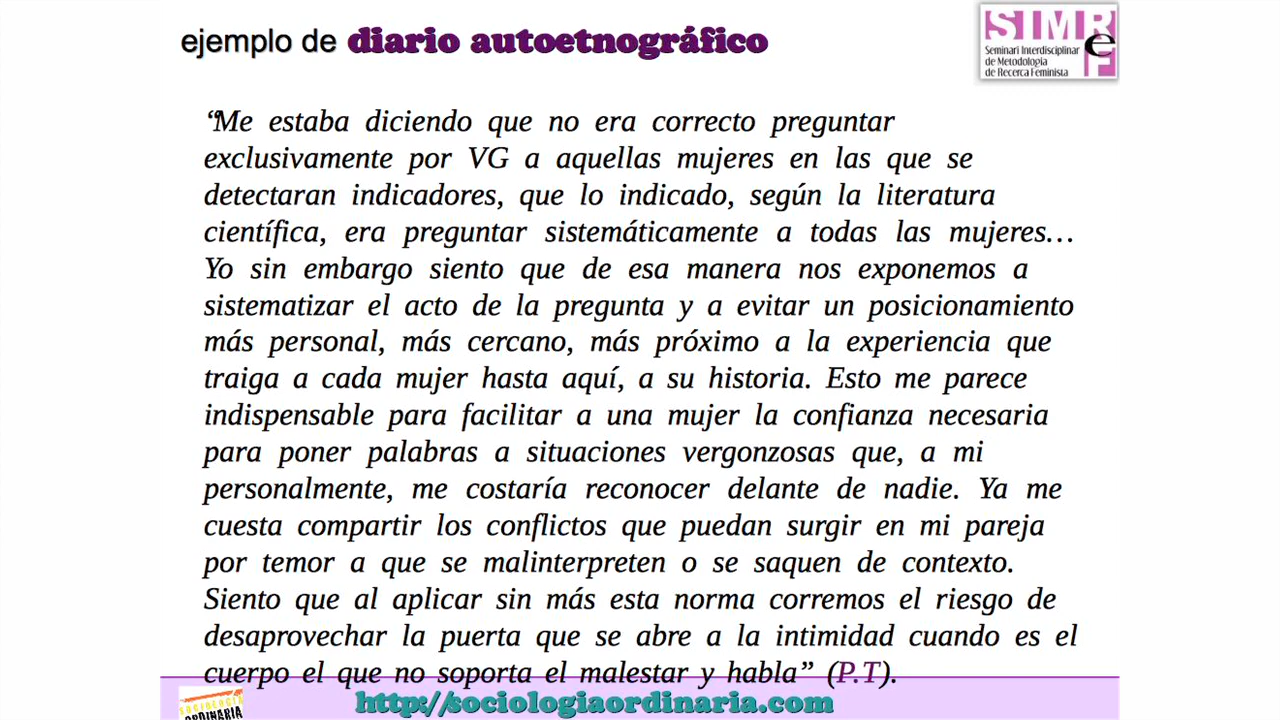 ejemplo de diario autoetnográfico
SIMReF
Seminari Interdisciplinar
de Metodologia
de Recerca Feminista
“Me estaba diciendo que no era correcto preguntar
exclusivamente por VG a aquellas mujeres en las que se
detectaran indicadores, que lo indicado, según la literatura
científica, era preguntar sistemáticamente a todas las mujeres…
Yo sin embargo siento que de esa manera nos exponemos a
sistematizar el acto de la pregunta y a evitar un posicionamiento
más personal, más cercano, más próximo a la experiencia que
traiga a cada mujer hasta aquí, a su historia. Esto me parece
indispensable para facilitar a una mujer la confianza necesaria
para poner palabras a situaciones vergonzosas que, a mi
personalmente, me costaría reconocer delante de nadie. Ya me
cuesta compartir los conflictos que puedan surgir en mi pareja
por temor a que se malinterpreten o se saquen de contexto.
Siento que al aplicar sin más esta norma corremos el riesgo de
desaprovechar la puerta que se abre a la intimidad cuando es el
cuerpo el que no soporta el malestar y habla” (P.T).
SOCIOLOGIA
ORDINARIA
http://sociologiaordinaria.com